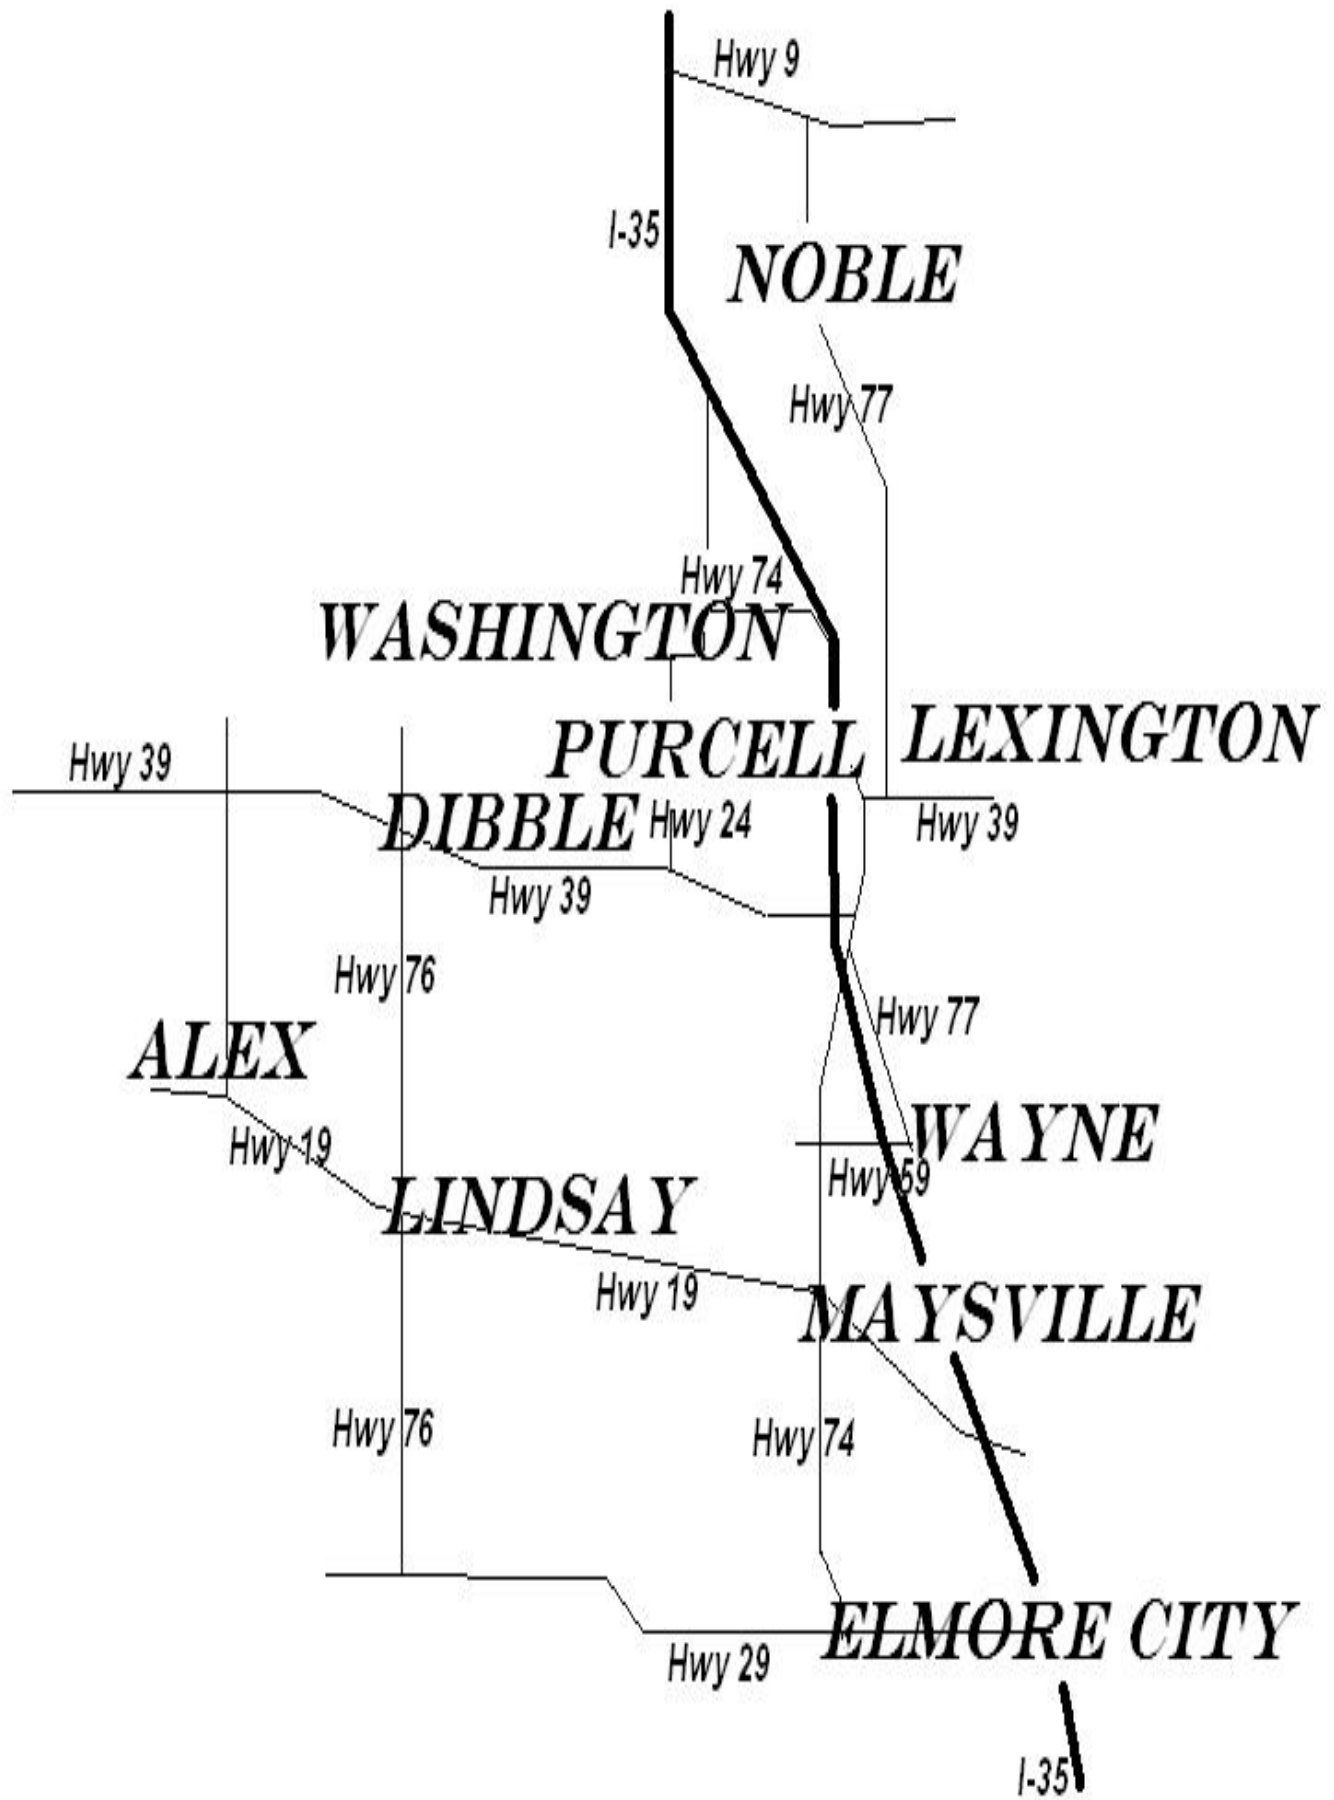 Hwy 9
I-35
NOBLE
Hwy 77
Hwy 74
WASHINGTON
PURCELL
LEXINGTON
Hwy 39
DIBBLE
Hwy 24
Hwy 39
Hwy 39
Hwy 76
Hwy 77
ALEX
WAYNE
Hwy 19
Hwy 59
LINDSAY
Hwy 19
MAYSVILLE
Hwy 76
Hwy 74
ELMORE CITY
Hwy 29
I-35